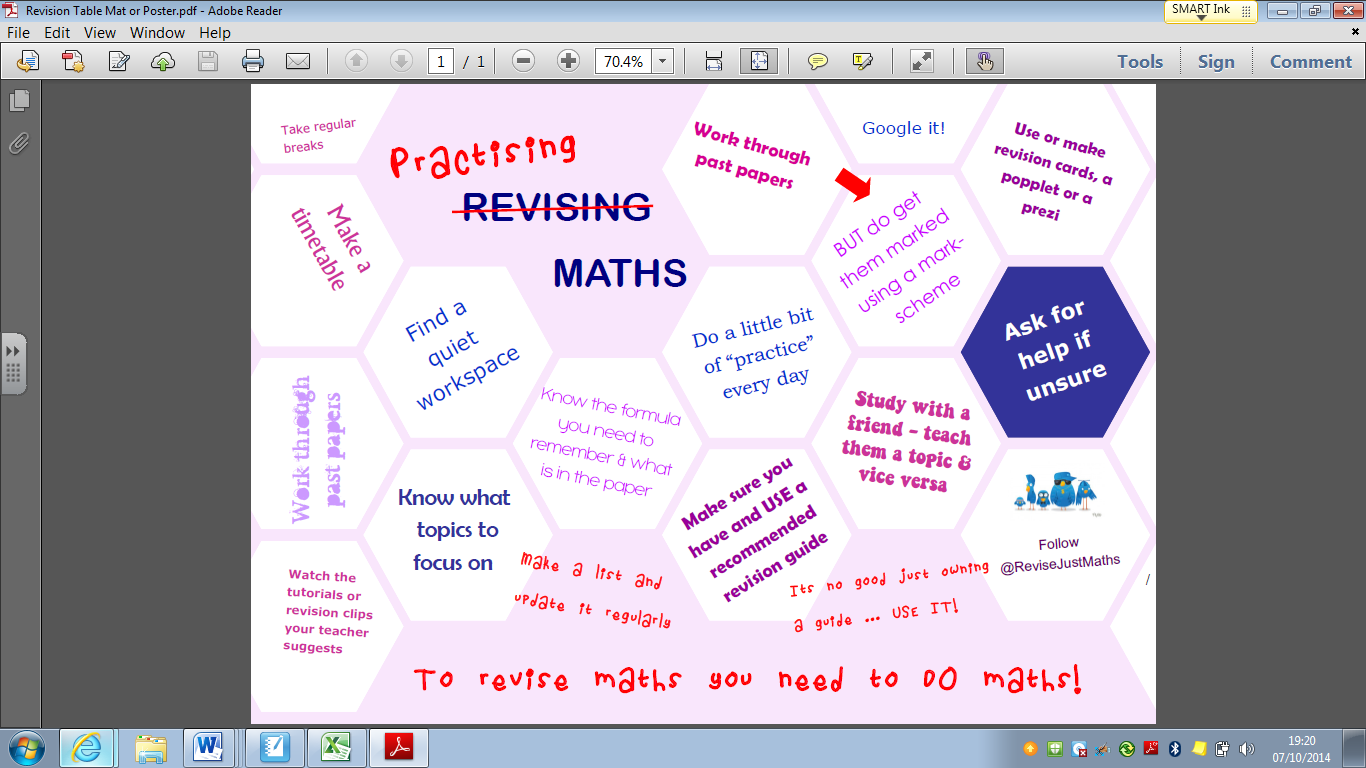 Revision Table Mat or Poster.pdf - Adobe Reader
SMART Ink
File Edit View Window Help
1 / 1
70.4%
Tools Sign Comment
Take regular
breaks
Practising
REVISING
MATHS
Work through
past papers
Google it!
Use or make
revision cards, a
popplet or a
prezi
Make a
timetable
BUT do get
them marked
using a mark-
scheme
Find a
quiet
workspace
Do a little bit
of “practice”
every day
Ask for
help if
unsure
Work through
past papers
Know the formula
you need to
remember & what
is in the paper
Study with a
friend – teach
them a topic &
vice versa
Know what
topics to
focus on
Make sure you
have and USE a
recommended
revision guide
Follow
@ReviseJustMaths
/
Make a list and
update it regularly
Its no good just owning
a guide ... USE IT!
Watch the
tutorials or
revision clips
your teacher
suggests
To revise maths you need to DO maths!
19:20
07/10/2014